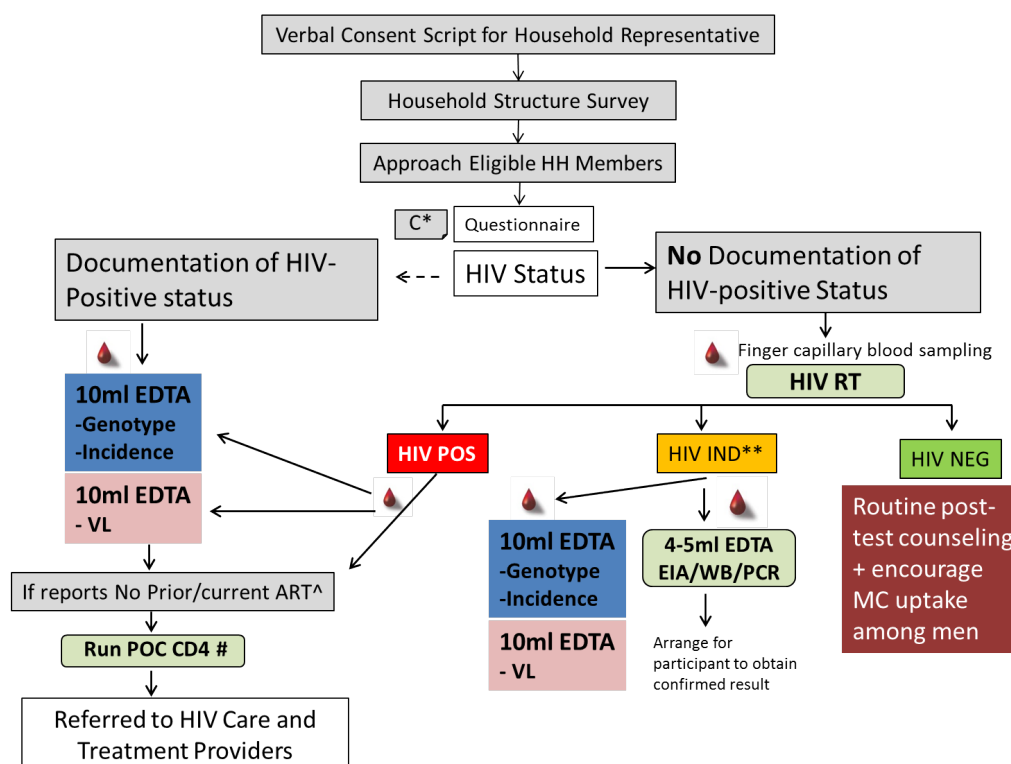 Verbal Consent Script for Household Representative
Household Structure Survey
Approach Eligible HH Members
C*
Questionnaire
HIV Status
Documentation of HIV-
Positive status
No Documentation of
HIV-positive Status
Finger capillary blood sampling
HIV RT
10ml EDTA
-Genotype
-Incidence
10ml EDTA
- VL
HIV POS
HIV IND**
HIV NEG
10ml EDTA
-Genotype
-Incidence
10ml EDTA
- VL
4-5ml EDTA
EIA/WB/PCR
Arrange for
participant to obtain
confirmed result
Routine post-
test counseling
+ encourage
MC uptake
among men
If reports No Prior/current ART^
Run POC CD4 #
Referred to HIV Care and
Treatment Providers